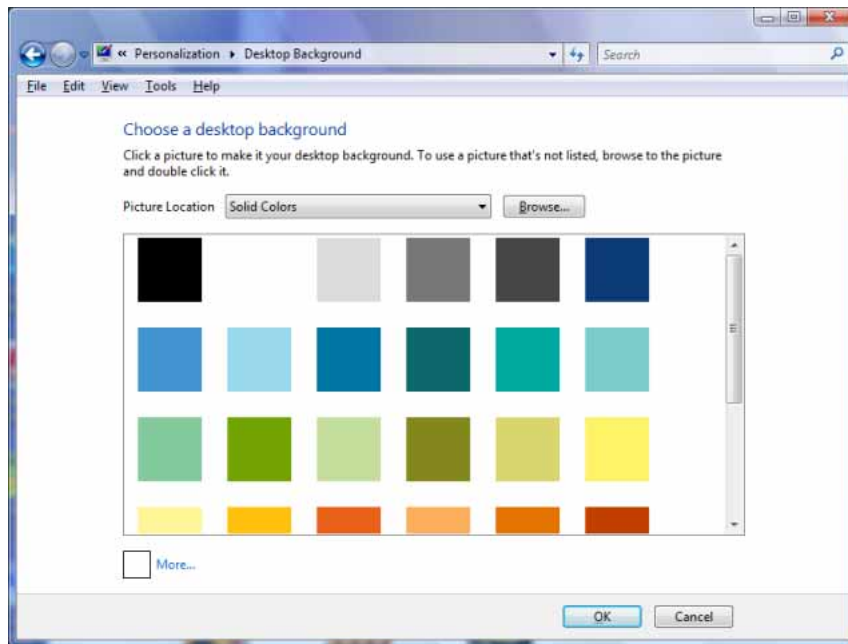 « Personalization ▸ Desktop Background
Search
File Edit View Tools Help
Choose a desktop background
Click a picture to make it your desktop background. To use a picture that's not listed, browse to the picture
and double click it.
Picture Location Solid Colors Browse...
More...
OK Cancel